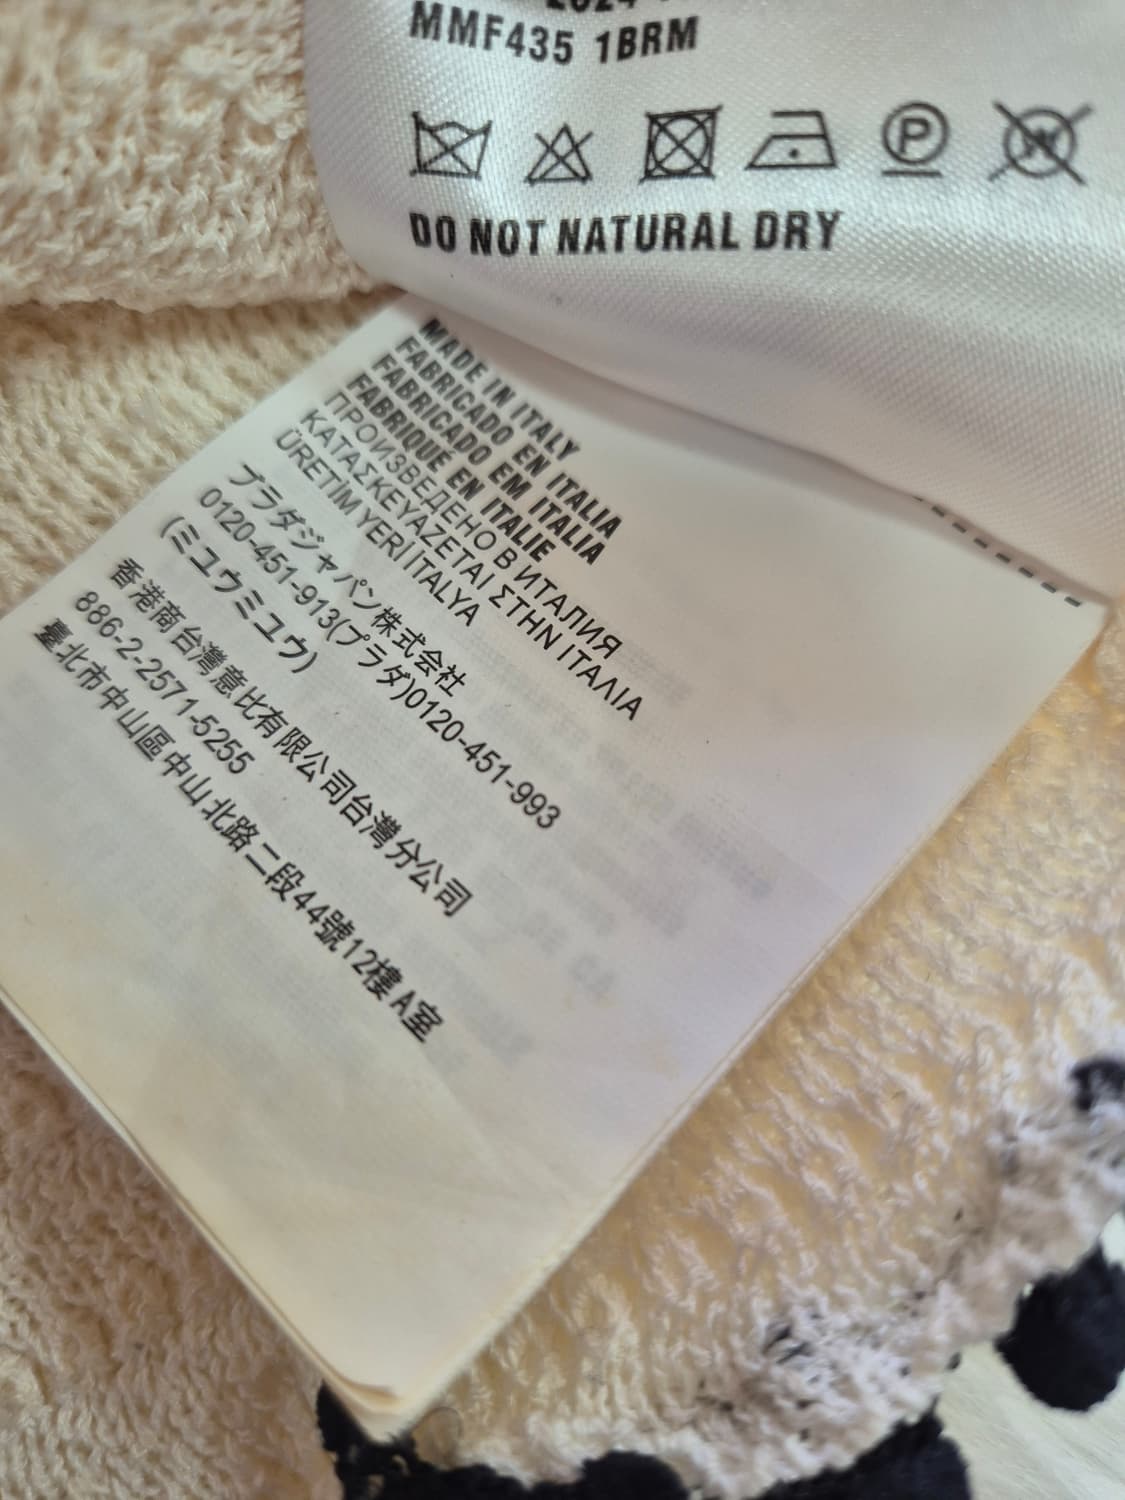 2024
MMF435 1BRM
P
W
DO NOT NATURAL DRY
MADE IN ITALY
FABRICADO EN ITALIA
FABRICADO EM ITALIA
FABRIQUE EN ITALIE
ПРОИЗВЕДЕНО В ИТАЛИЯ
ΚΑΤΑΣΚΕΥΑΖΕΤΑΙ ΣΤΗΝ ΙΤΑΛΙΑ
ÜRETİM YERI ITALYA
プラダジャパン株式会社
0120-451-913(プラダ)0120-451-993
(ミュウミュウ)
香港商台灣意比有限公司台灣分公司
886-2-2571-5255
臺北市中山區中山北路二段44號12樓A室